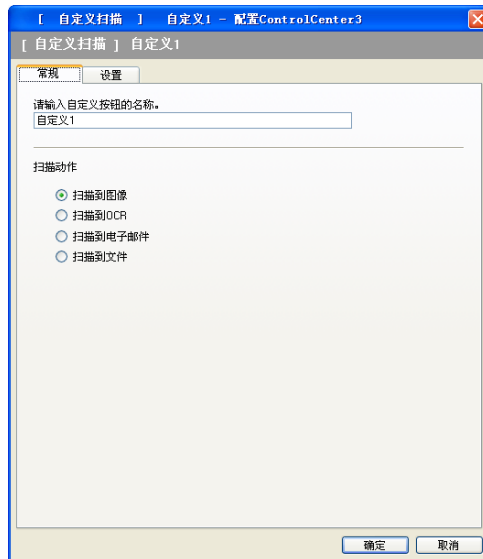 [ 自定义扫描 ] 自定义1 - 配置ControlCenter3
[ 自定义扫描 ] 自定义1
常规 设置
请输入自定义按钮的名称。
自定义1
扫描动作
扫描到图像
扫描到OCR
扫描到电子邮件
扫描到文件
确定 取消